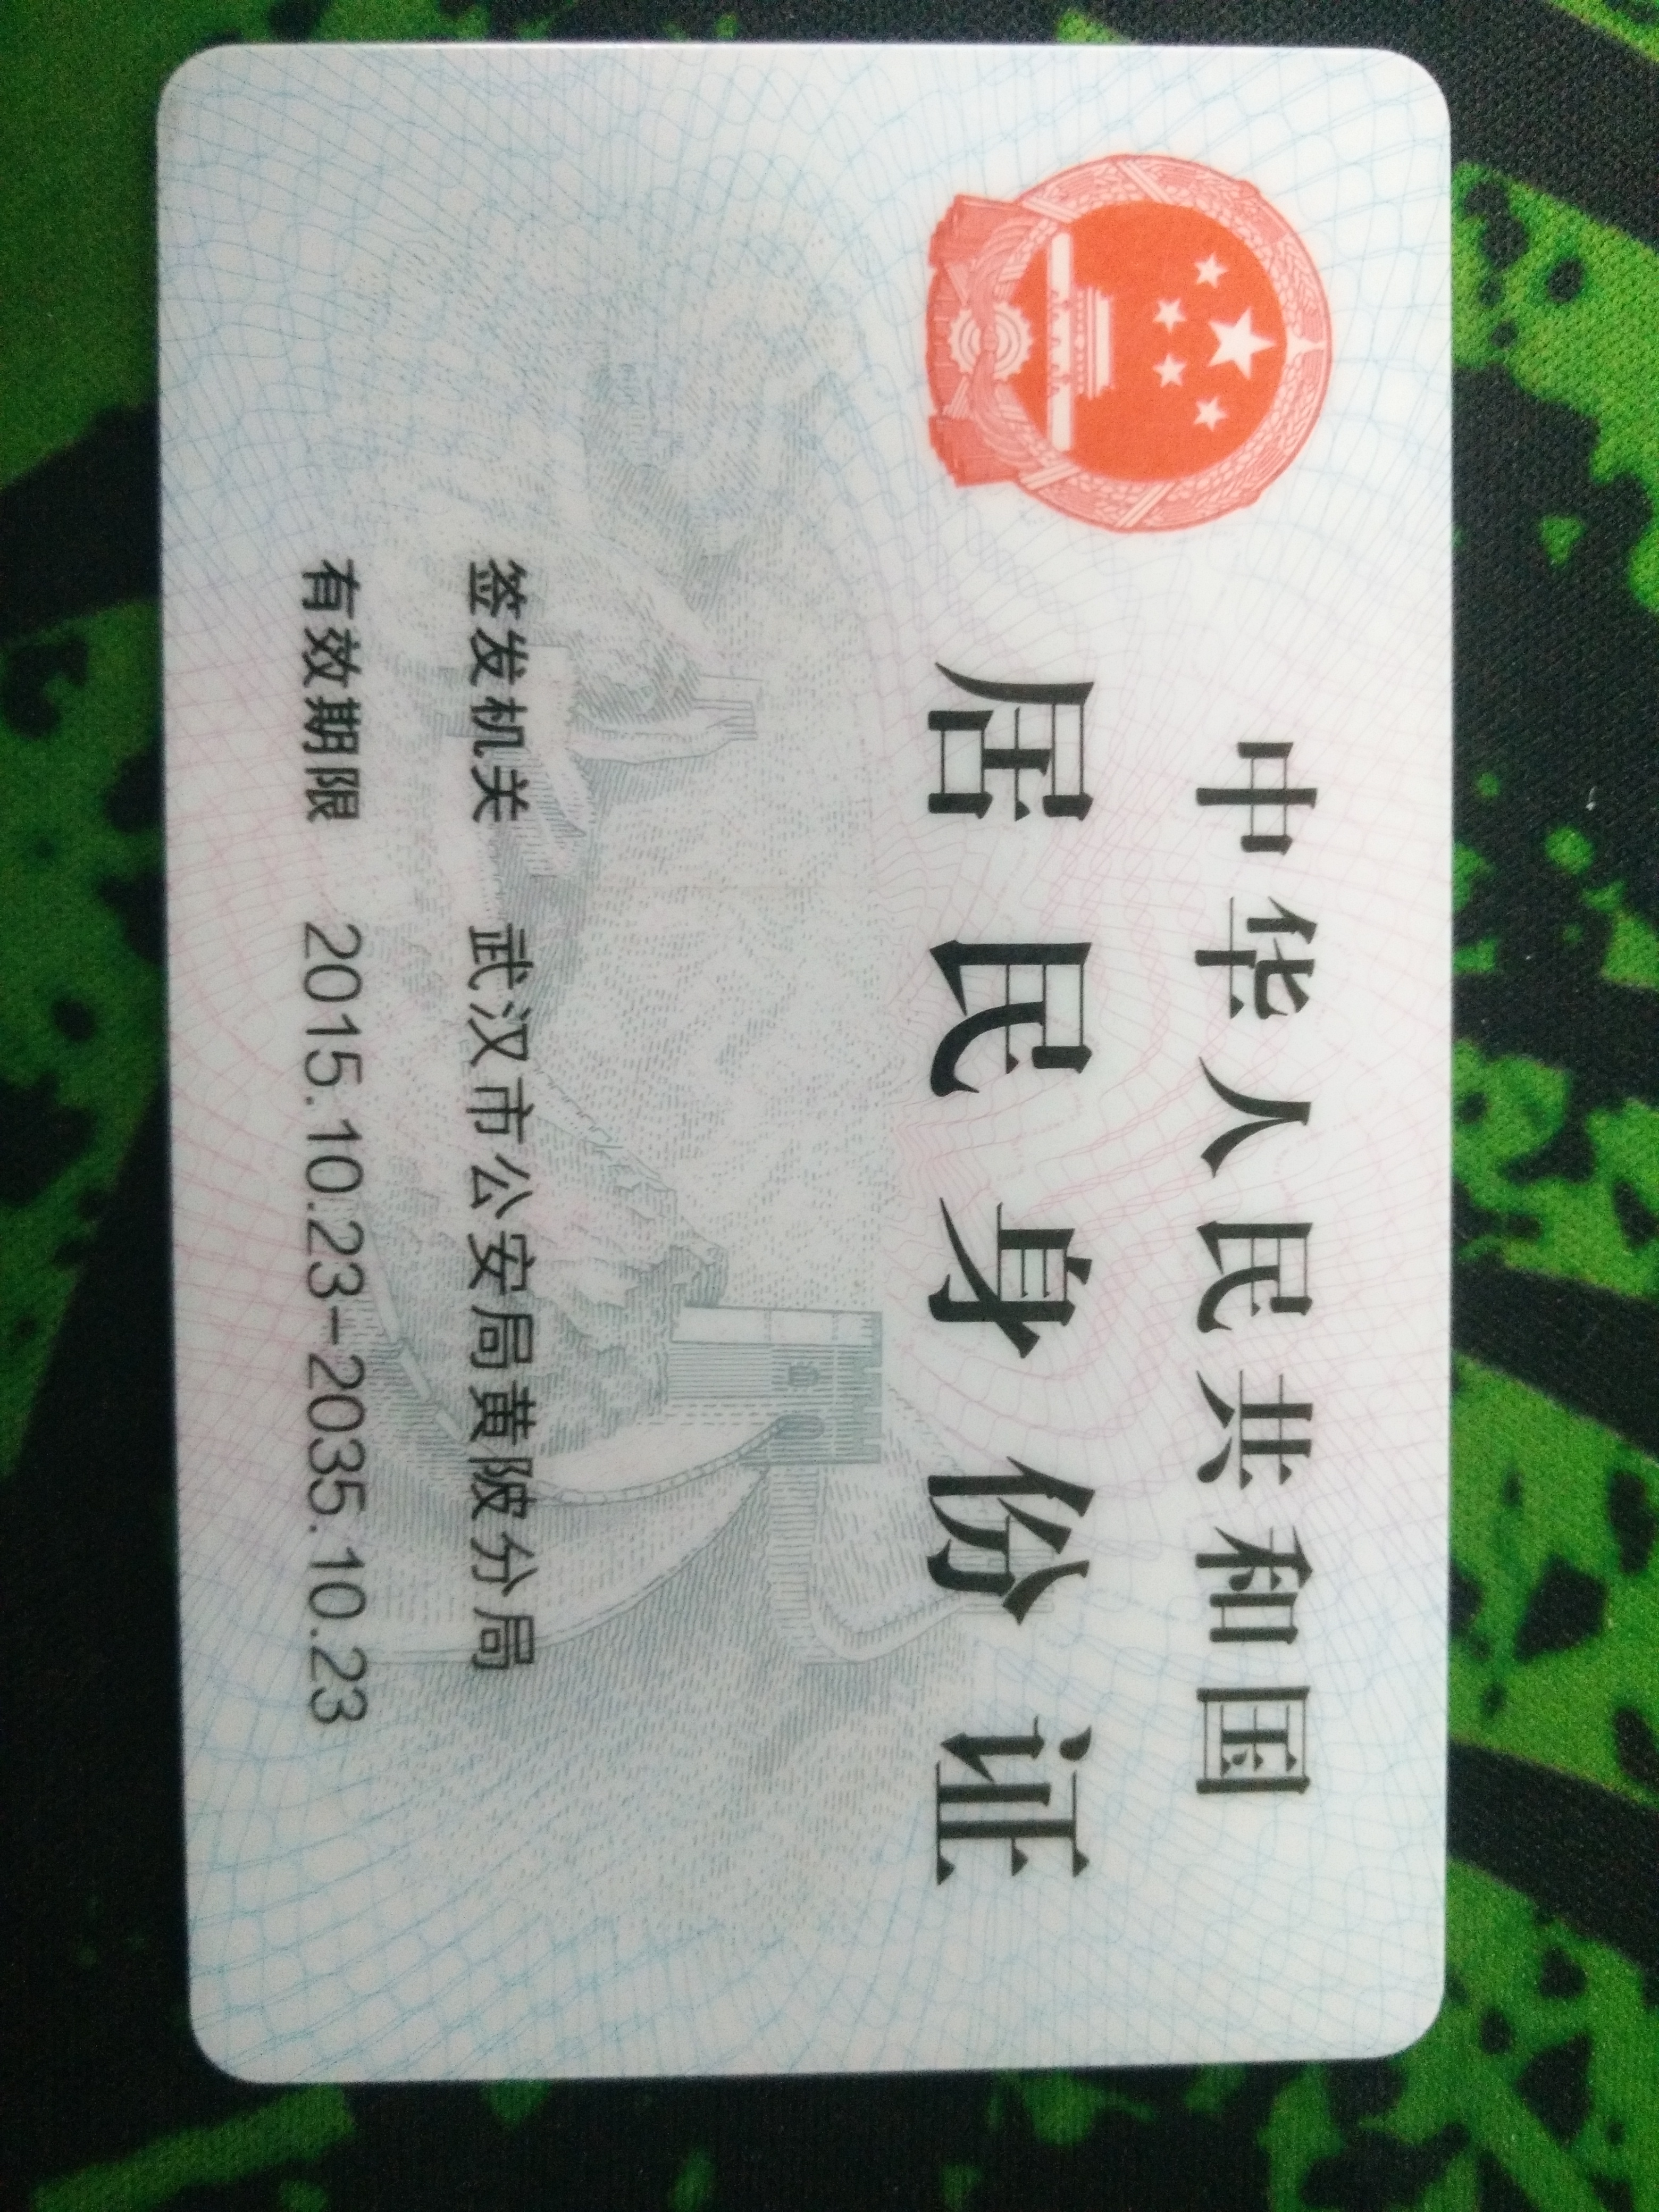 中华人民共和国
居民身份证
签发机关 武汉市公安局黄陂分局
有效期限 2015.10.23-2035.10.23